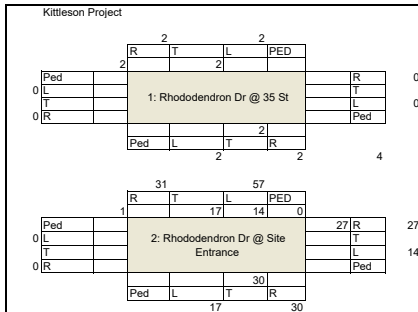 Kittleson Project
2 2
R T L PED
2 2
Ped R 0
0 L T
T L 0
0 R Ped
1: Rhododendron Dr @ 35 St
2
Ped L T R
2 2 4
31 57
R T L PED
1 17 14 0
Ped 27 R 27
0 L T
T L 14
0 R Ped
2: Rhododendron Dr @ Site
Entrance
30
Ped L T R
17 30